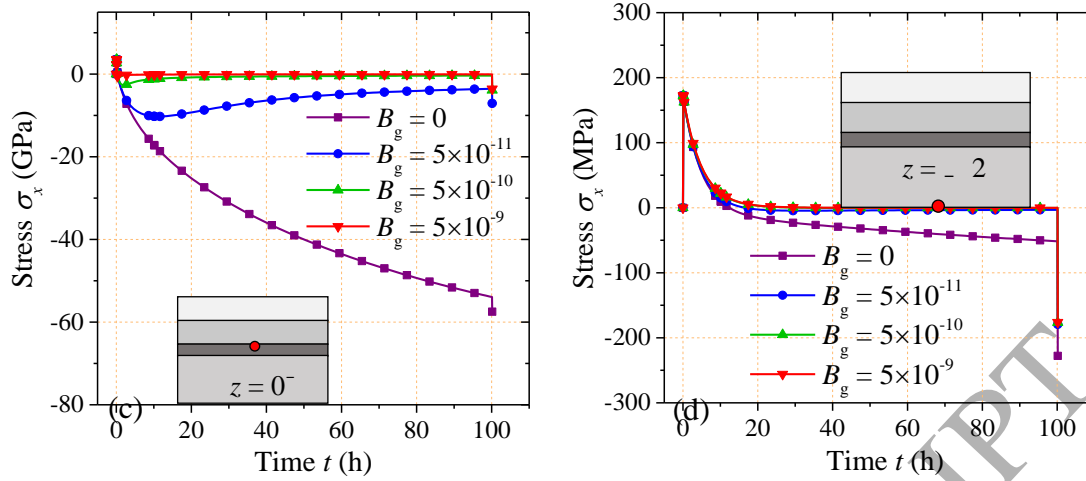 0
-20
-40
-60
-80
0 20 40 60 80 100
Stress σx (GPa)
Time t (h)
Bg = 0
Bg = 5×10-11
Bg = 5×10-10
Bg = 5×10-9
z = 0-
(c)
300
200
100
0
-100
-200
-300
0 20 40 60 80 100
Stress σx (MPa)
Time t (h)
z = - 2
Bg = 0
Bg = 5×10-11
Bg = 5×10-10
Bg = 5×10-9
(d)
IPT